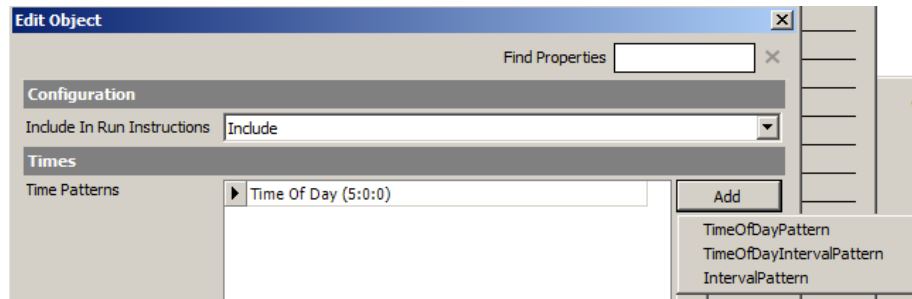 Edit Object
Find Properties
Configuration
Include In Run Instructions Include
Times
Time Patterns Time Of Day (5:0:0) Add
TimeOfDayPattern
TimeOfDayIntervalPattern
IntervalPattern